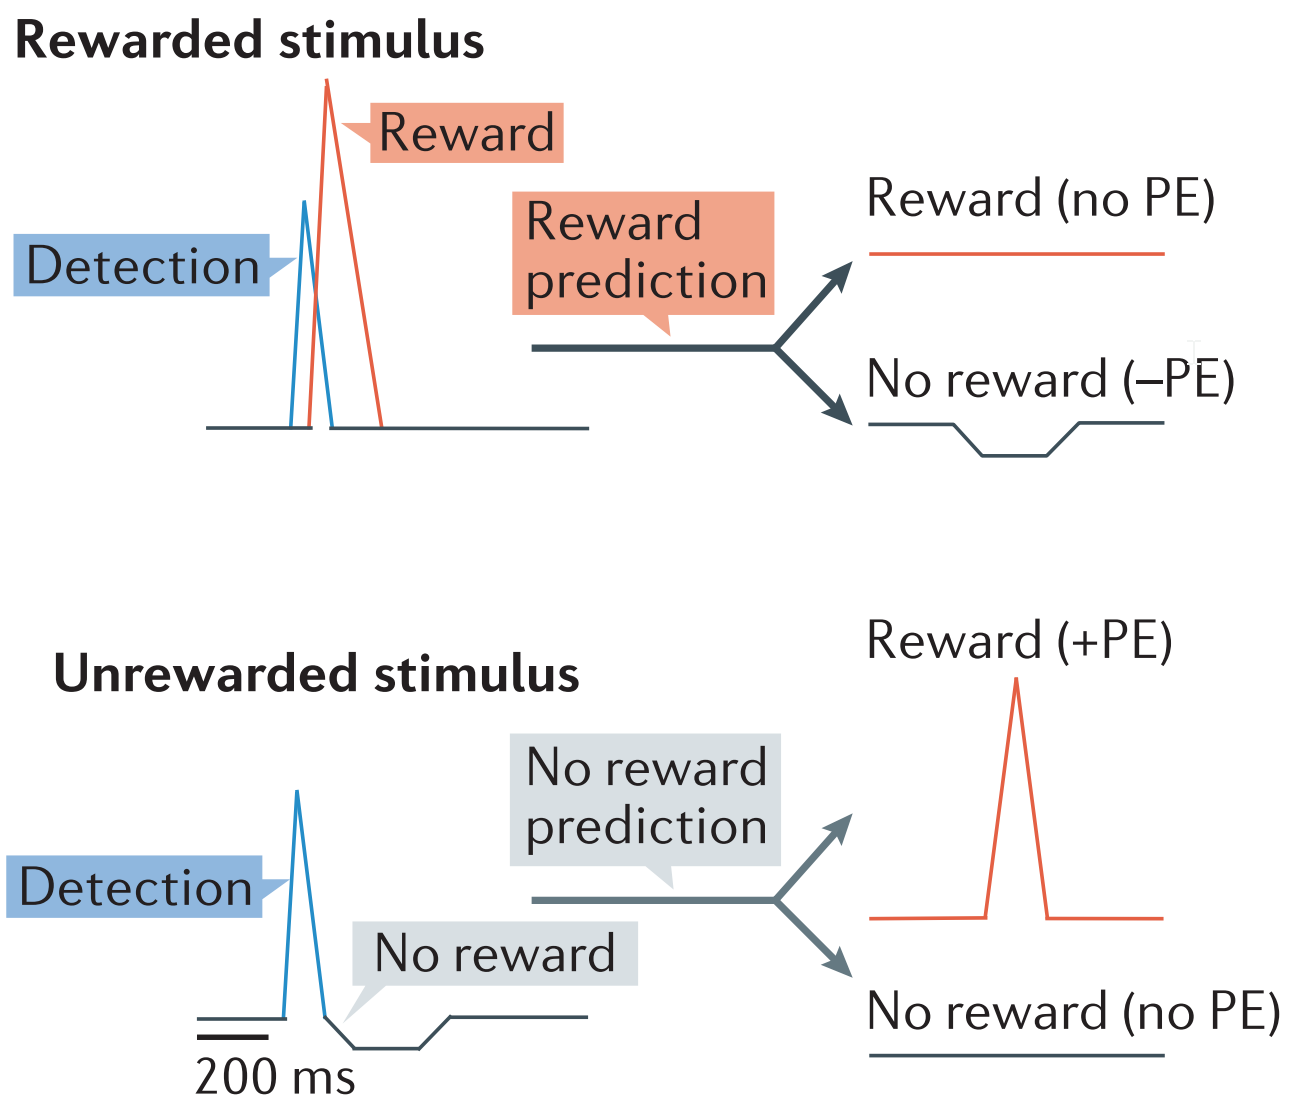 Rewarded stimulus
Reward
Detection
Reward
prediction
Reward (no PE)
No reward (–PE)
Unrewarded stimulus
Detection
No reward
200 ms
No reward
prediction
Reward (+PE)
No reward (no PE)